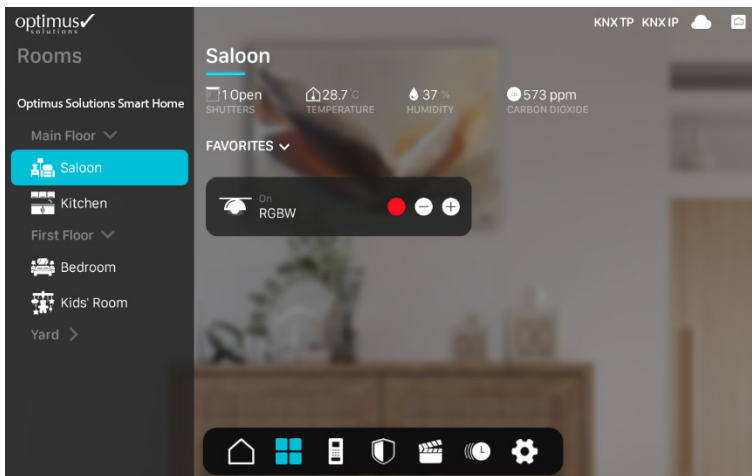 optimus
solutions
KNX TP KNX IP
Rooms
Saloon
Optimus Solutions Smart Home
1 Open
28.7 °C
37 %
573 ppm
SHUTTERS
TEMPERATURE
HUMIDITY
CARBON DIOXIDE
Main Floor
FAVORITES
Saloon
Kitchen
On
RGBW
First Floor
Bedroom
Kids' Room
Yard